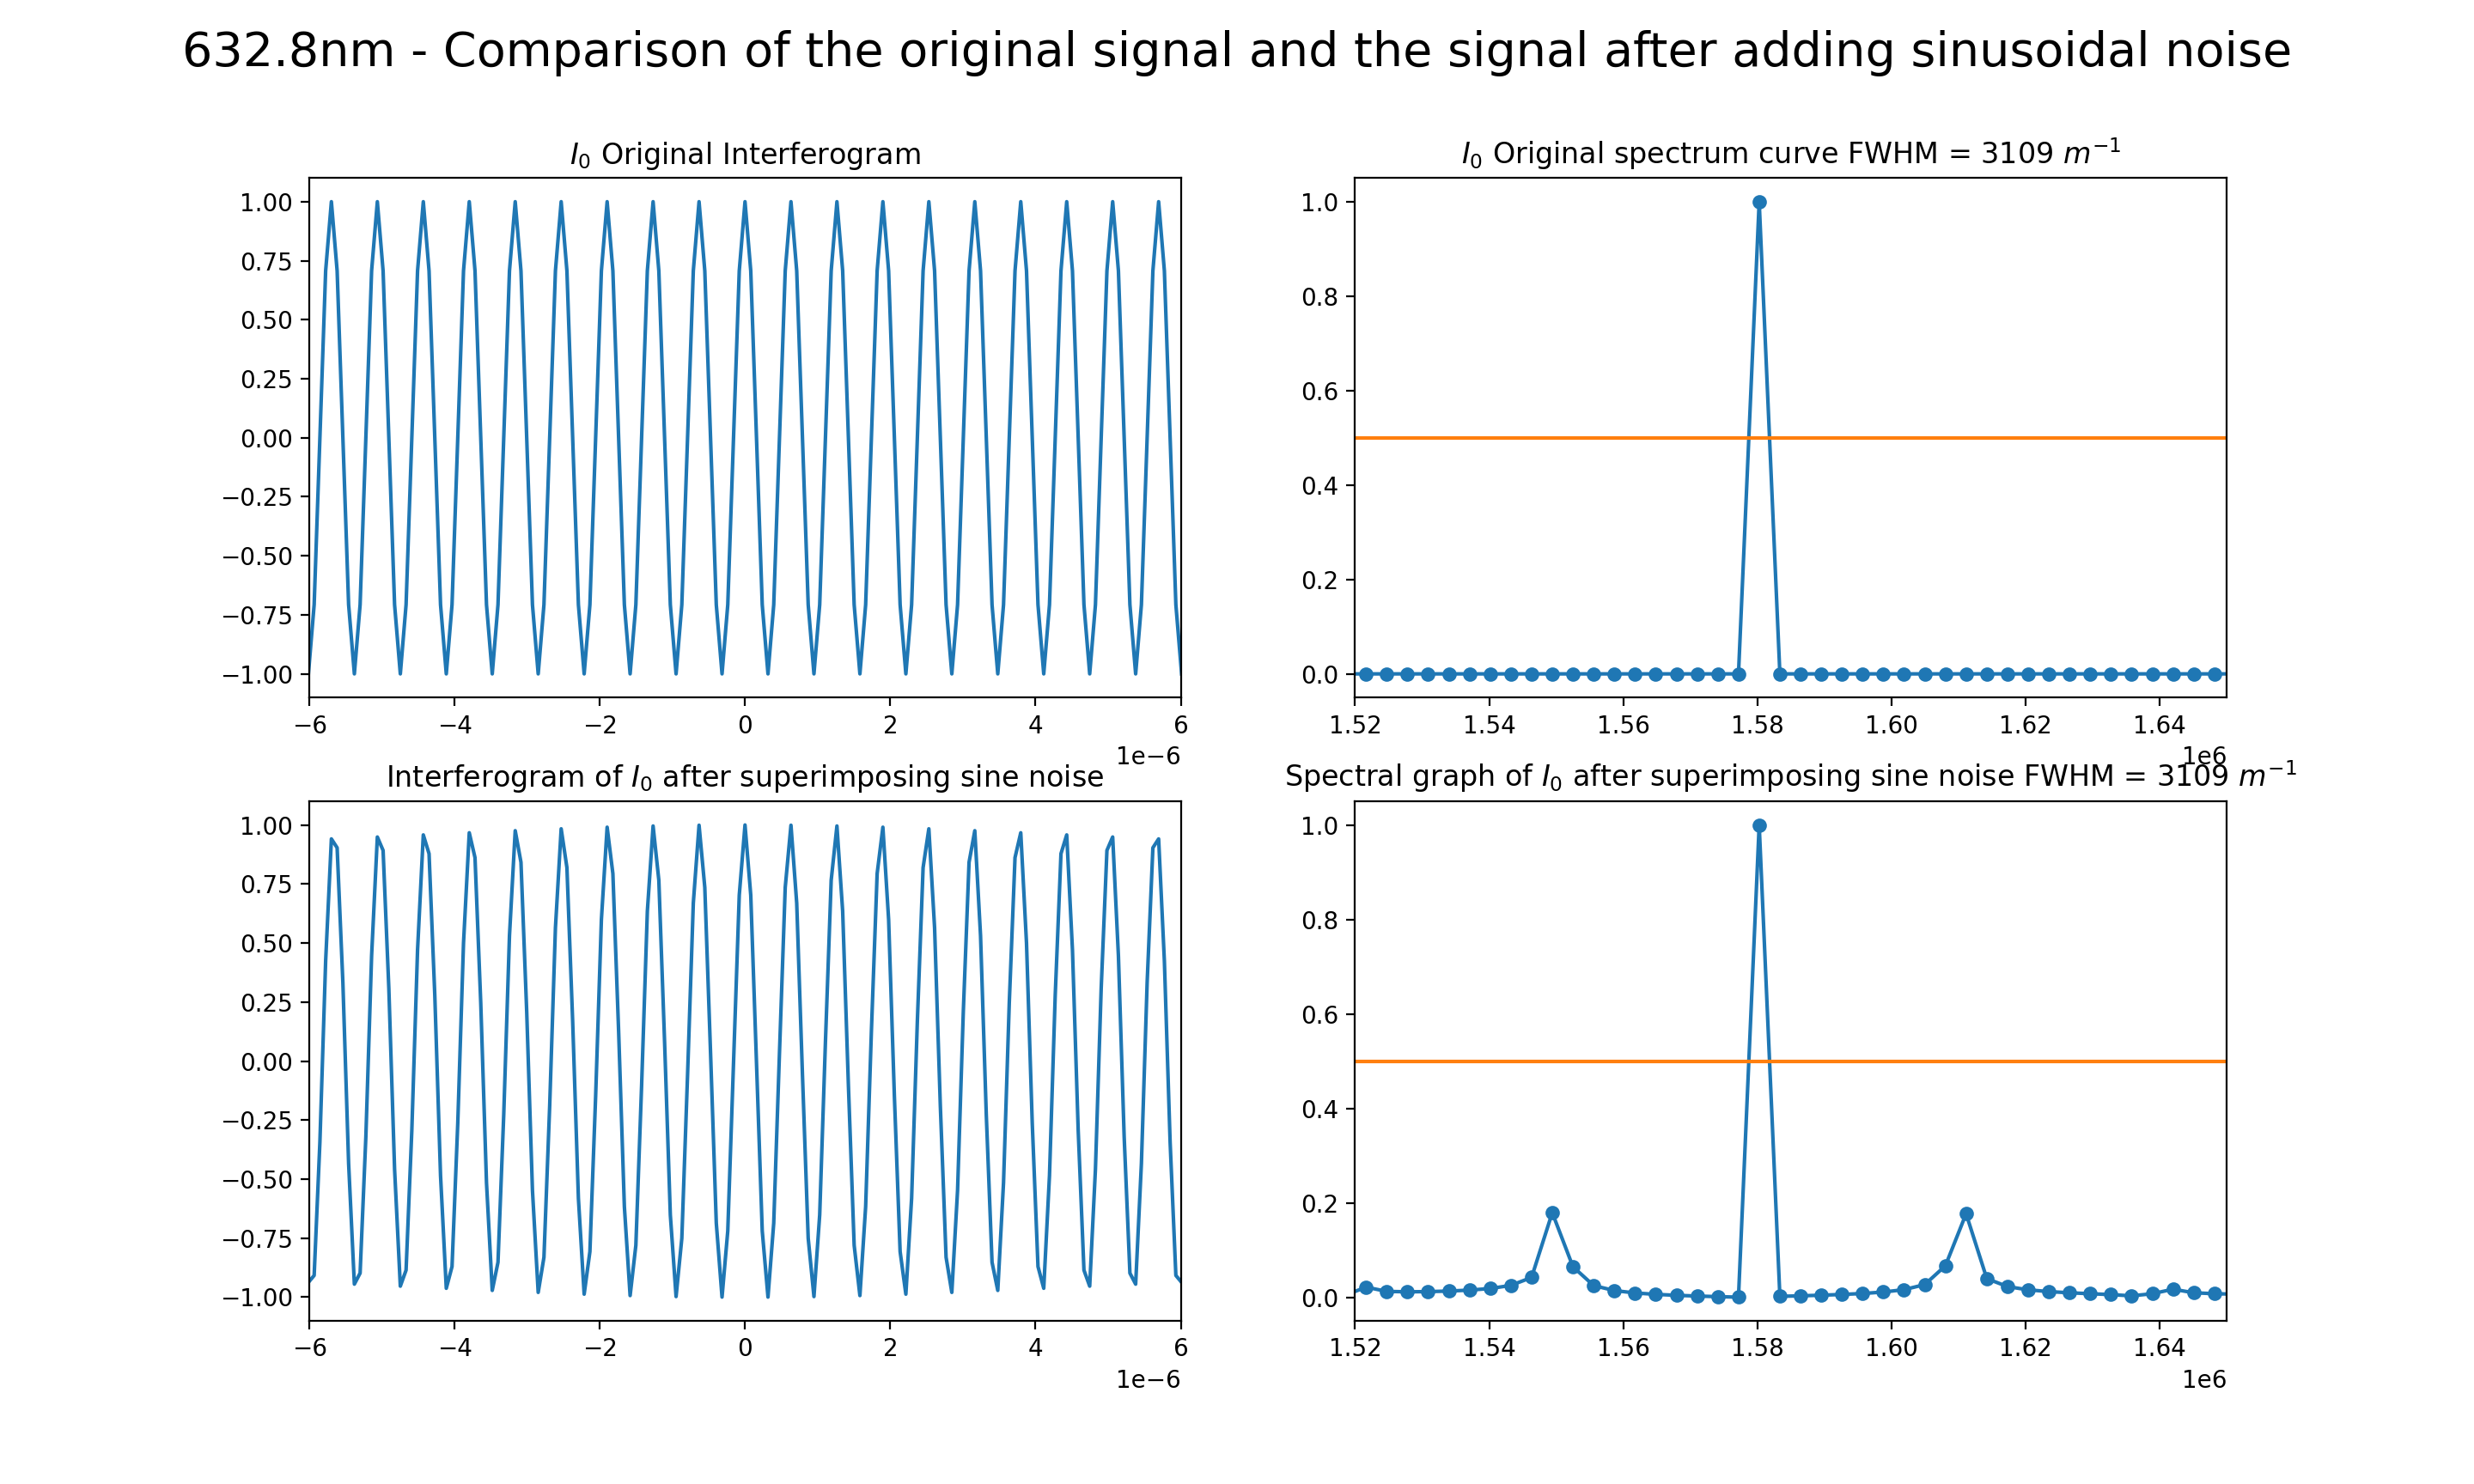 632.8nm - Comparison of the original signal and the signal after adding sinusoidal noise
I₀ Original Interferogram
1.00
0.75
0.50
0.25
0.00
−0.25
−0.50
−0.75
−1.00
−6 −4 −2 0 2 4 6
1e−6
I₀ Original spectrum curve FWHM = 3109 m⁻¹
1.0
0.8
0.6
0.4
0.2
0.0
1.52 1.54 1.56 1.58 1.60 1.62 1.64
1e6
Interferogram of I₀ after superimposing sine noise
1.00
0.75
0.50
0.25
0.00
−0.25
−0.50
−0.75
−1.00
−6 −4 −2 0 2 4 6
1e−6
Spectral graph of I₀ after superimposing sine noise FWHM = 3109 m⁻¹
1.0
0.8
0.6
0.4
0.2
0.0
1.52 1.54 1.56 1.58 1.60 1.62 1.64
1e6